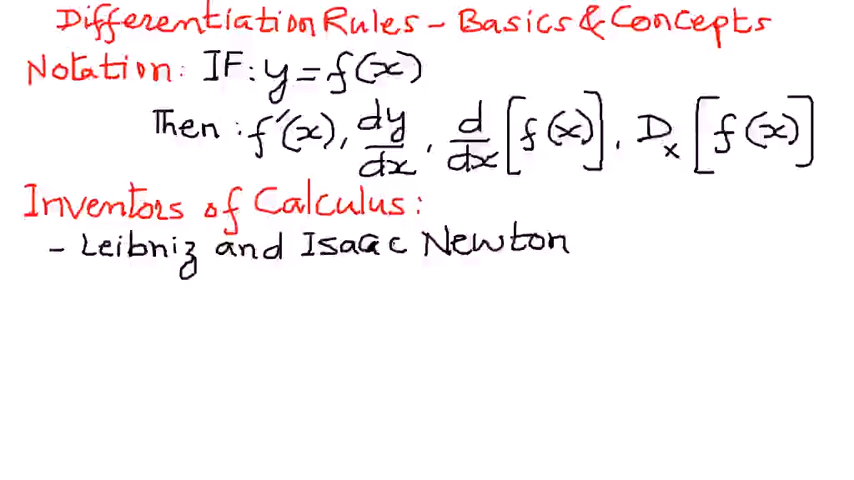 Differentiation Rules - Basics & Concepts
Notation: IF: y = f(x)
Then: f'(x), dy/dx, d/dx [f(x)], Dx [f(x)]
Inventors of Calculus:
- Leibniz and Isaac Newton